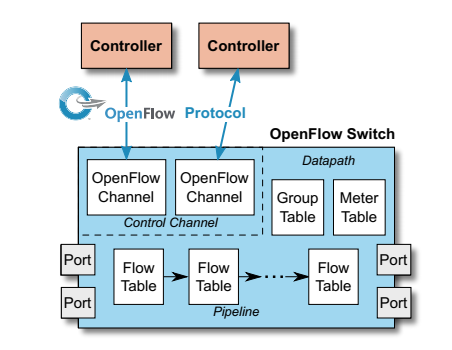 Controller
Controller
OpenFlow
Protocol
OpenFlow Switch
Datapath
OpenFlow
Channel
OpenFlow
Channel
Control Channel
Group
Table
Meter
Table
Port
Port
Flow
Table
Flow
Table
...
Flow
Table
Pipeline
Port
Port